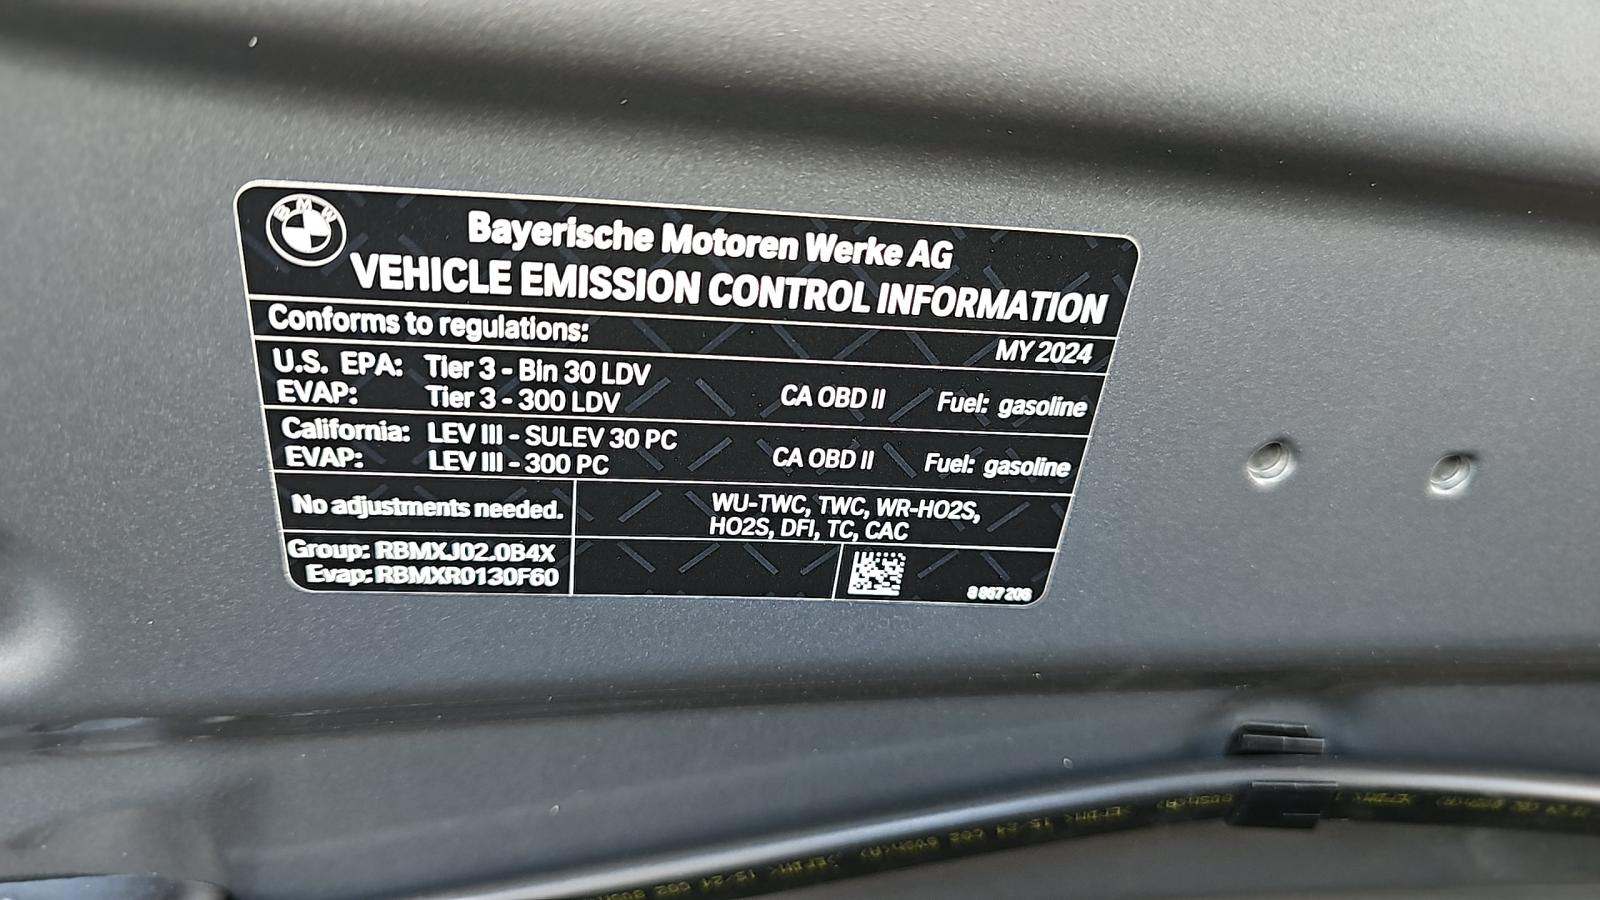 BMW
Bayerische Motoren Werke AG
VEHICLE EMISSION CONTROL INFORMATION
Conforms to regulations:
MY 2024
U.S. EPA: Tier 3 - Bin 30 LDV
EVAP: Tier 3 - 300 LDV
CA OBD II Fuel: gasoline
California: LEV III - SULEV 30 PC
EVAP: LEV III - 300 PC
CA OBD II Fuel: gasoline
No adjustments needed.
WU-TWC, TWC, WR-HO2S,
HO2S, DFI, TC, CAC
Group: RBMXJ02.0B4X
Evap: RBMXR0130F60